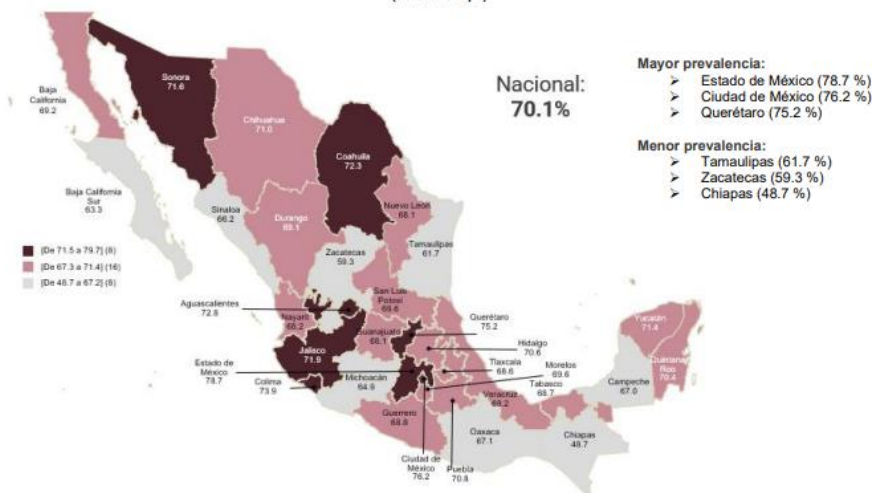 Nacional:
70.1%
Mayor prevalencia:
➤ Estado de México (78.7 %)
➤ Ciudad de México (76.2 %)
➤ Querétaro (75.2 %)
Menor prevalencia:
➤ Tamaulipas (61.7 %)
➤ Zacatecas (59.3 %)
➤ Chiapas (48.7 %)
Baja
California
69.2
Sonora
71.6
Chihuahua
71.0
Coahuila
72.3
Baja California
Sur
63.3
Sinaloa
66.2
Durango
69.1
Nuevo León
68.1
Zacatecas
59.3
Tamaulipas
61.7
[De 71.5 a 79.7] (8)
[De 67.3 a 71.4] (16)
[De 48.7 a 67.2] (8)
Aguascalientes
72.8
San Luis
Potosí
69.6
Nayarit
68.2
Guanajuato
68.1
Querétaro
75.2
Hidalgo
70.6
Jalisco
71.9
Estado de
México
78.7
Colima
73.9
Michoacán
64.9
Tlaxcala
68.6
Morelos
69.6
Tabasco
68.7
Veracruz
68.2
Guerrero
68.8
Ciudad de
México
76.2
Puebla
70.8
Oaxaca
67.1
Chiapas
48.7
Campeche
67.0
Yucatán
71.4
Quintana
Roo
70.4